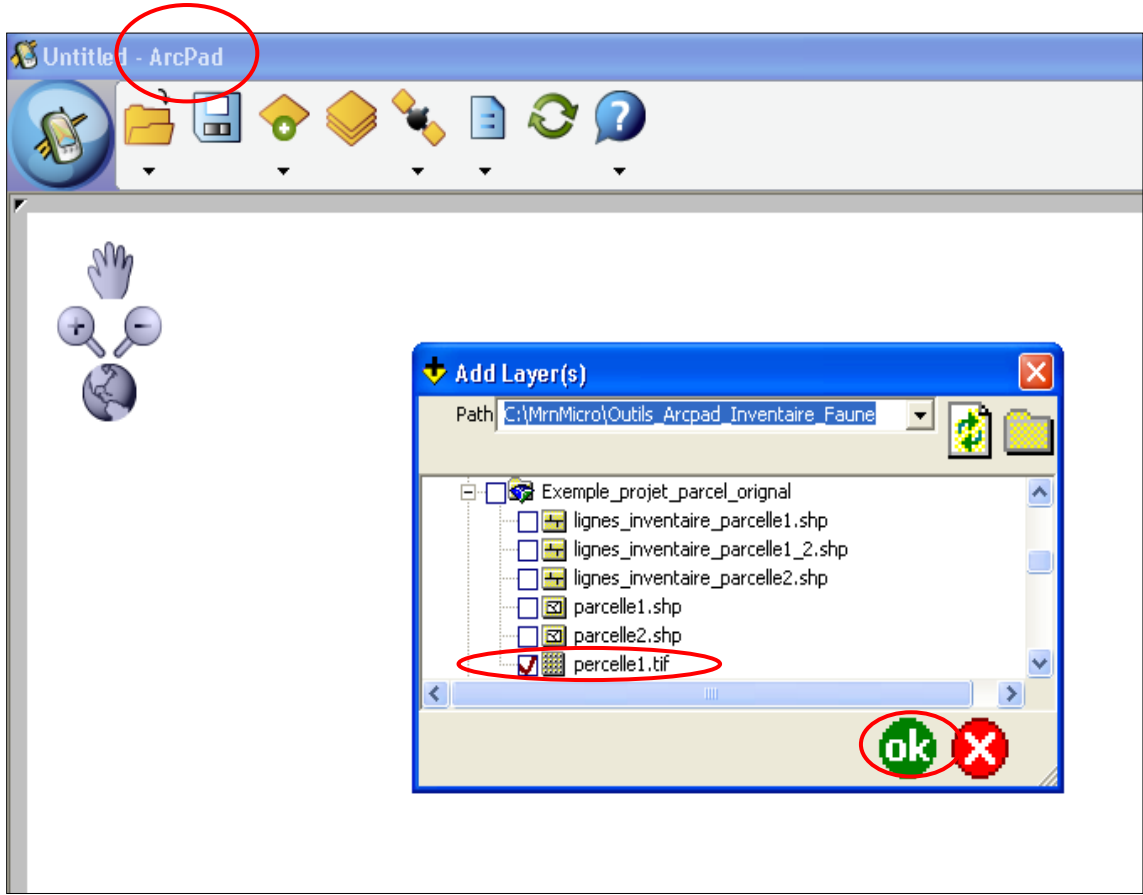 Untitled - ArcPad
?
Add Layer(s)
Path C:\MrnMicro\Outils_Arcpad_Inventaire_Faune
Exemple_projet_parcel_orignal
lignes_inventaire_parcelle1.shp
lignes_inventaire_parcelle1_2.shp
lignes_inventaire_parcelle2.shp
parcelle1.shp
parcelle2.shp
percelle1.tif
ok